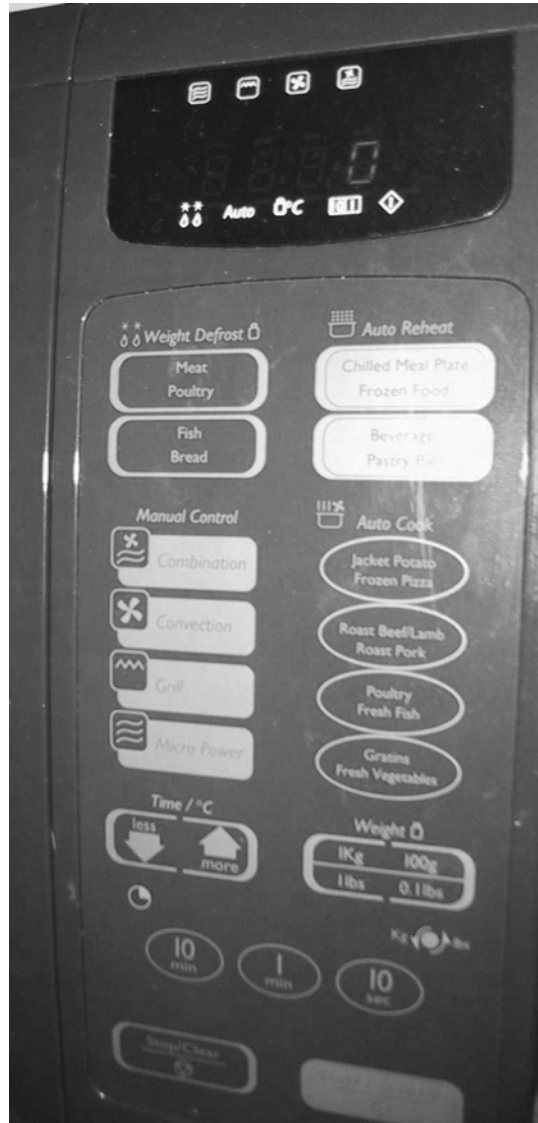 0
Auto °C
Weight Defrost
Meat
Poultry
Fish
Bread
Auto Reheat
Chilled Meal Plate
Frozen Food
Beverage
Pastry Pie
Manual Control
Combination
Convection
Grill
Micro Power
Auto Cook
Jacket Potato
Frozen Pizza
Roast Beef/Lamb
Roast Pork
Poultry
Fresh Fish
Gratins
Fresh Vegetables
Time / °C
less
more
Weight
1Kg 100g
1lbs 0.1lbs
Kg lbs
10
min
1
min
10
sec
Stop/Clear